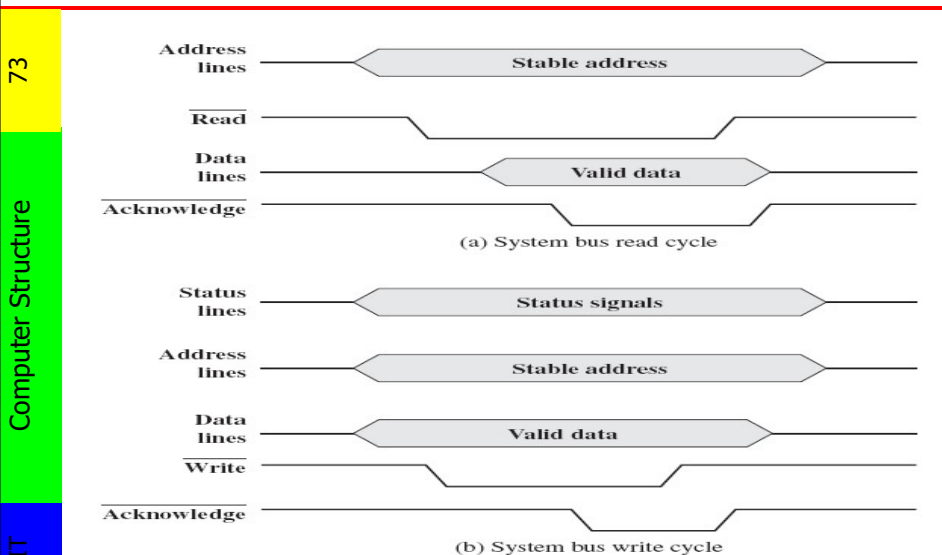 73
Computer Structure
Address
lines
Stable address
Read
Data
lines
Valid data
Acknowledge
(a) System bus read cycle
Status
lines
Status signals
Address
lines
Stable address
Data
lines
Valid data
Write
Acknowledge
(b) System bus write cycle